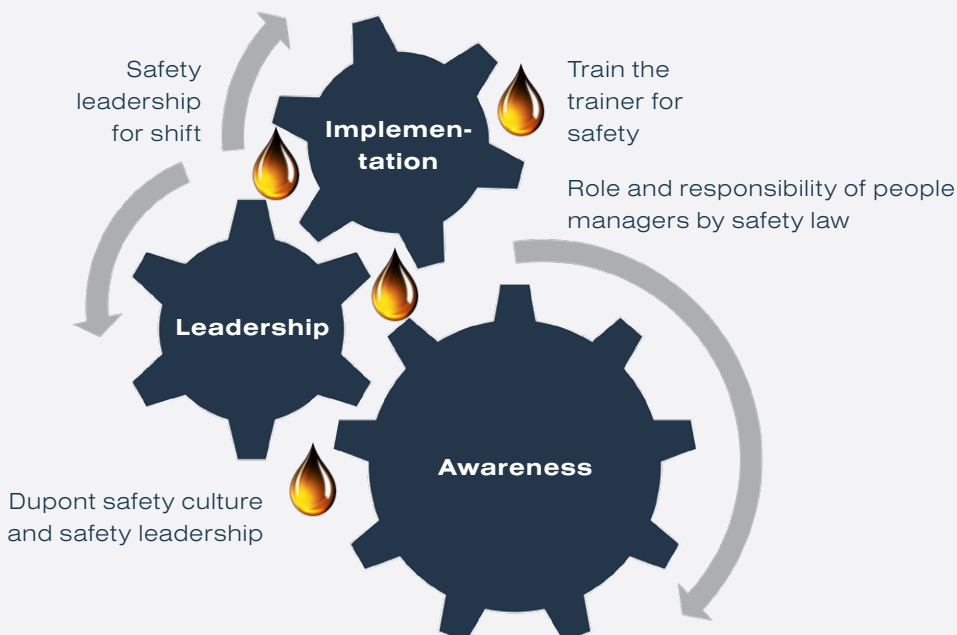 Safety
leadership
for shift
Implemen-
tation
Train the
trainer for
safety
Role and responsibility of people
managers by safety law
Leadership
Awareness
Dupont safety culture
and safety leadership